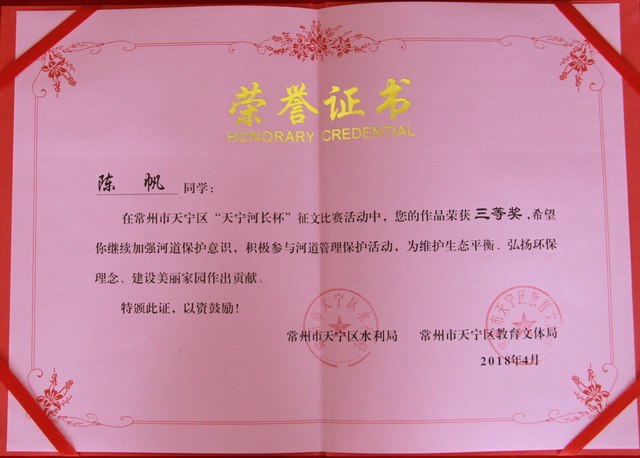 荣誉证书
HONORARY CREDENTIAL
陈 帆 同学：
在常州市天宁区“天宁河长杯”征文比赛活动中，您的作品荣获 三等奖，希望
你继续加强河道保护意识，积极参与河道管理保护活动，为维护生态平衡、弘扬环保
理念、建设美丽家园作出贡献。
特颁此证，以资鼓励！
常州市天宁区水利局 常州市天宁区教育文体局
2018年4月